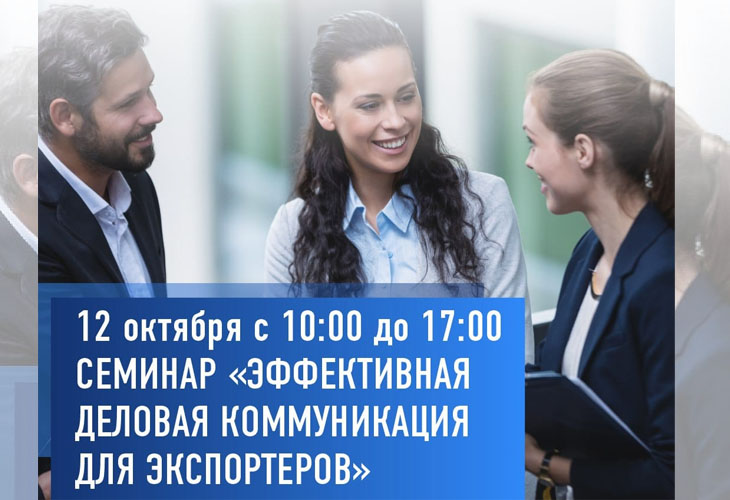 12 октября с 10:00 до 17:00
СЕМИНАР «ЭФФЕКТИВНАЯ
ДЕЛОВАЯ КОММУНИКАЦИЯ
ДЛЯ ЭКСПОРТЕРОВ»